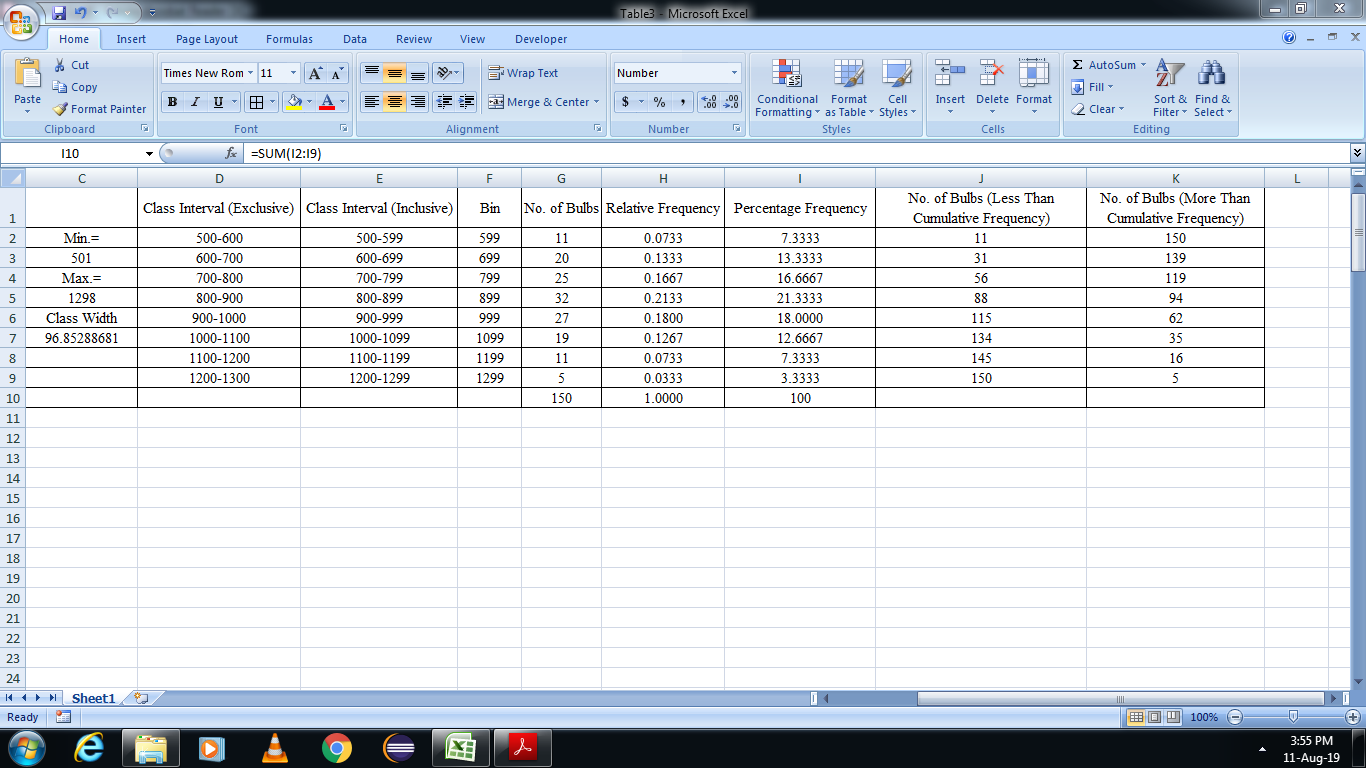 Table3 - Microsoft Excel
Home Insert Page Layout Formulas Data Review View Developer
Paste
Cut
Copy
Format Painter
Clipboard
Times New Rom 11 A A
B I U A
Font
Wrap Text
Merge & Center
Alignment
Number
$ % ,
Number
Conditional Formatting
Format as Table
Cell Styles
Styles
Insert Delete Format
Cells
Σ AutoSum
Fill
Clear
Sort & Filter
Find & Select
Editing
I10 fx =SUM(I2:I9)
C D E F G H I J K L
1 Class Interval (Exclusive) Class Interval (Inclusive) Bin No. of Bulbs Relative Frequency Percentage Frequency No. of Bulbs (Less Than Cumulative Frequency) No. of Bulbs (More Than Cumulative Frequency)
2 Min.= 500-600 500-599 599 11 0.0733 7.3333 11 150
3 501 600-700 600-699 699 20 0.1333 13.3333 31 139
4 Max.= 700-800 700-799 799 25 0.1667 16.6667 56 119
5 1298 800-900 800-899 899 32 0.2133 21.3333 88 94
6 Class Width 900-1000 900-999 999 27 0.1800 18.0000 115 62
7 96.85288681 1000-1100 1000-1099 1099 19 0.1267 12.6667 134 35
8 1100-1200 1100-1199 1199 11 0.0733 7.3333 145 16
9 1200-1300 1200-1299 1299 5 0.0333 3.3333 150 5
10 150 1.0000 100
11
12
13
14
15
16
17
18
19
20
21
22
23
24
Sheet1
Ready 100%
3:55 PM
11-Aug-19